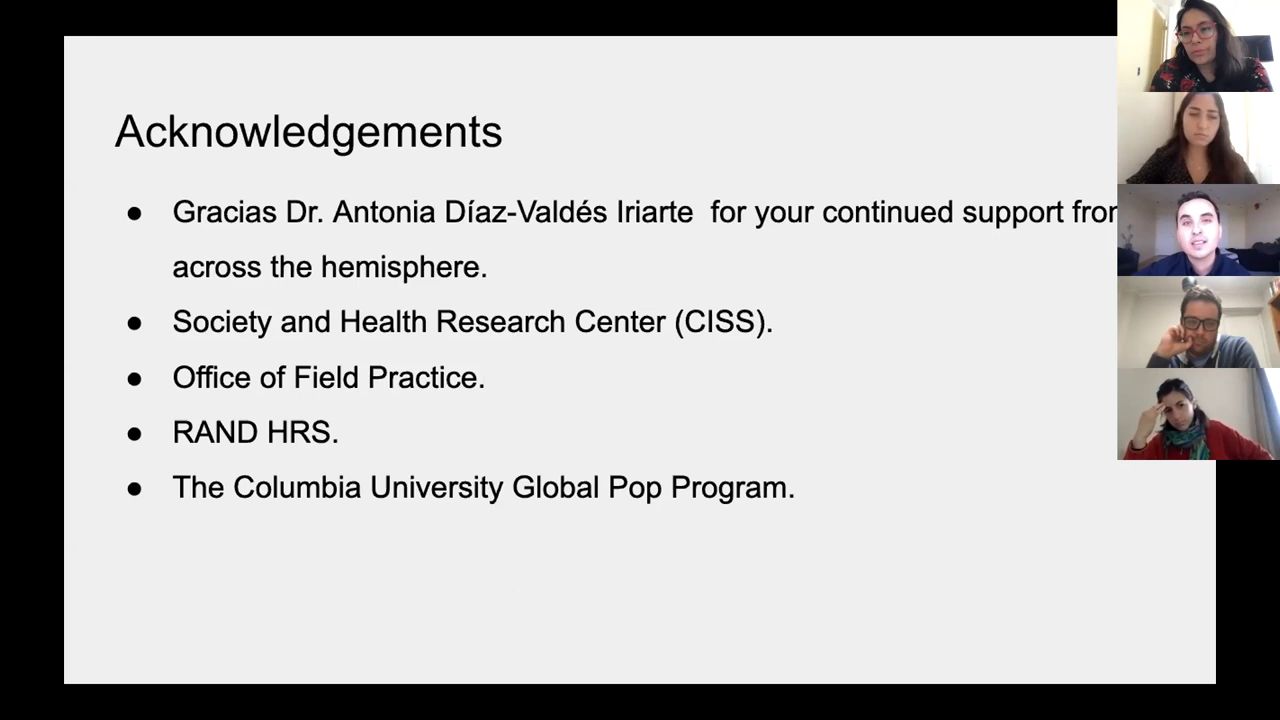 Acknowledgements
● Gracias Dr. Antonia Díaz-Valdés Iriarte for your continued support
across the hemisphere.
● Society and Health Research Center (CISS).
● Office of Field Practice.
● RAND HRS.
● The Columbia University Global Pop Program.